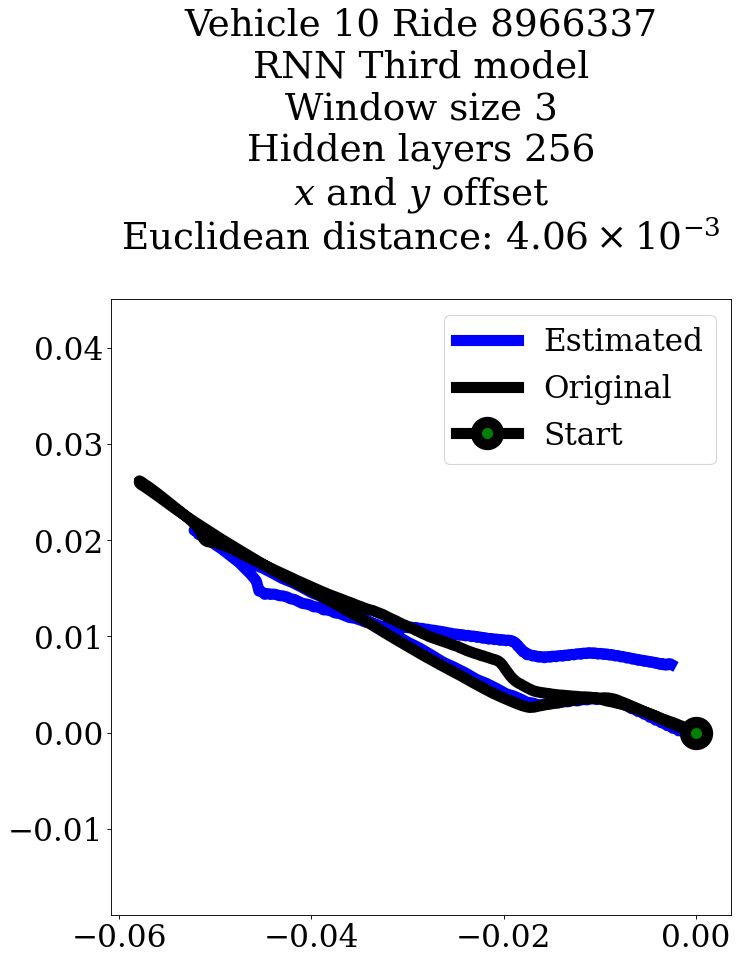 Vehicle 10 Ride 8966337
RNN Third model
Window size 3
Hidden layers 256
x and y offset
Euclidean distance: 4.06 × 10⁻³
Estimated
Original
Start
0.04
0.03
0.02
0.01
0.00
−0.01
−0.06 −0.04 −0.02 0.00